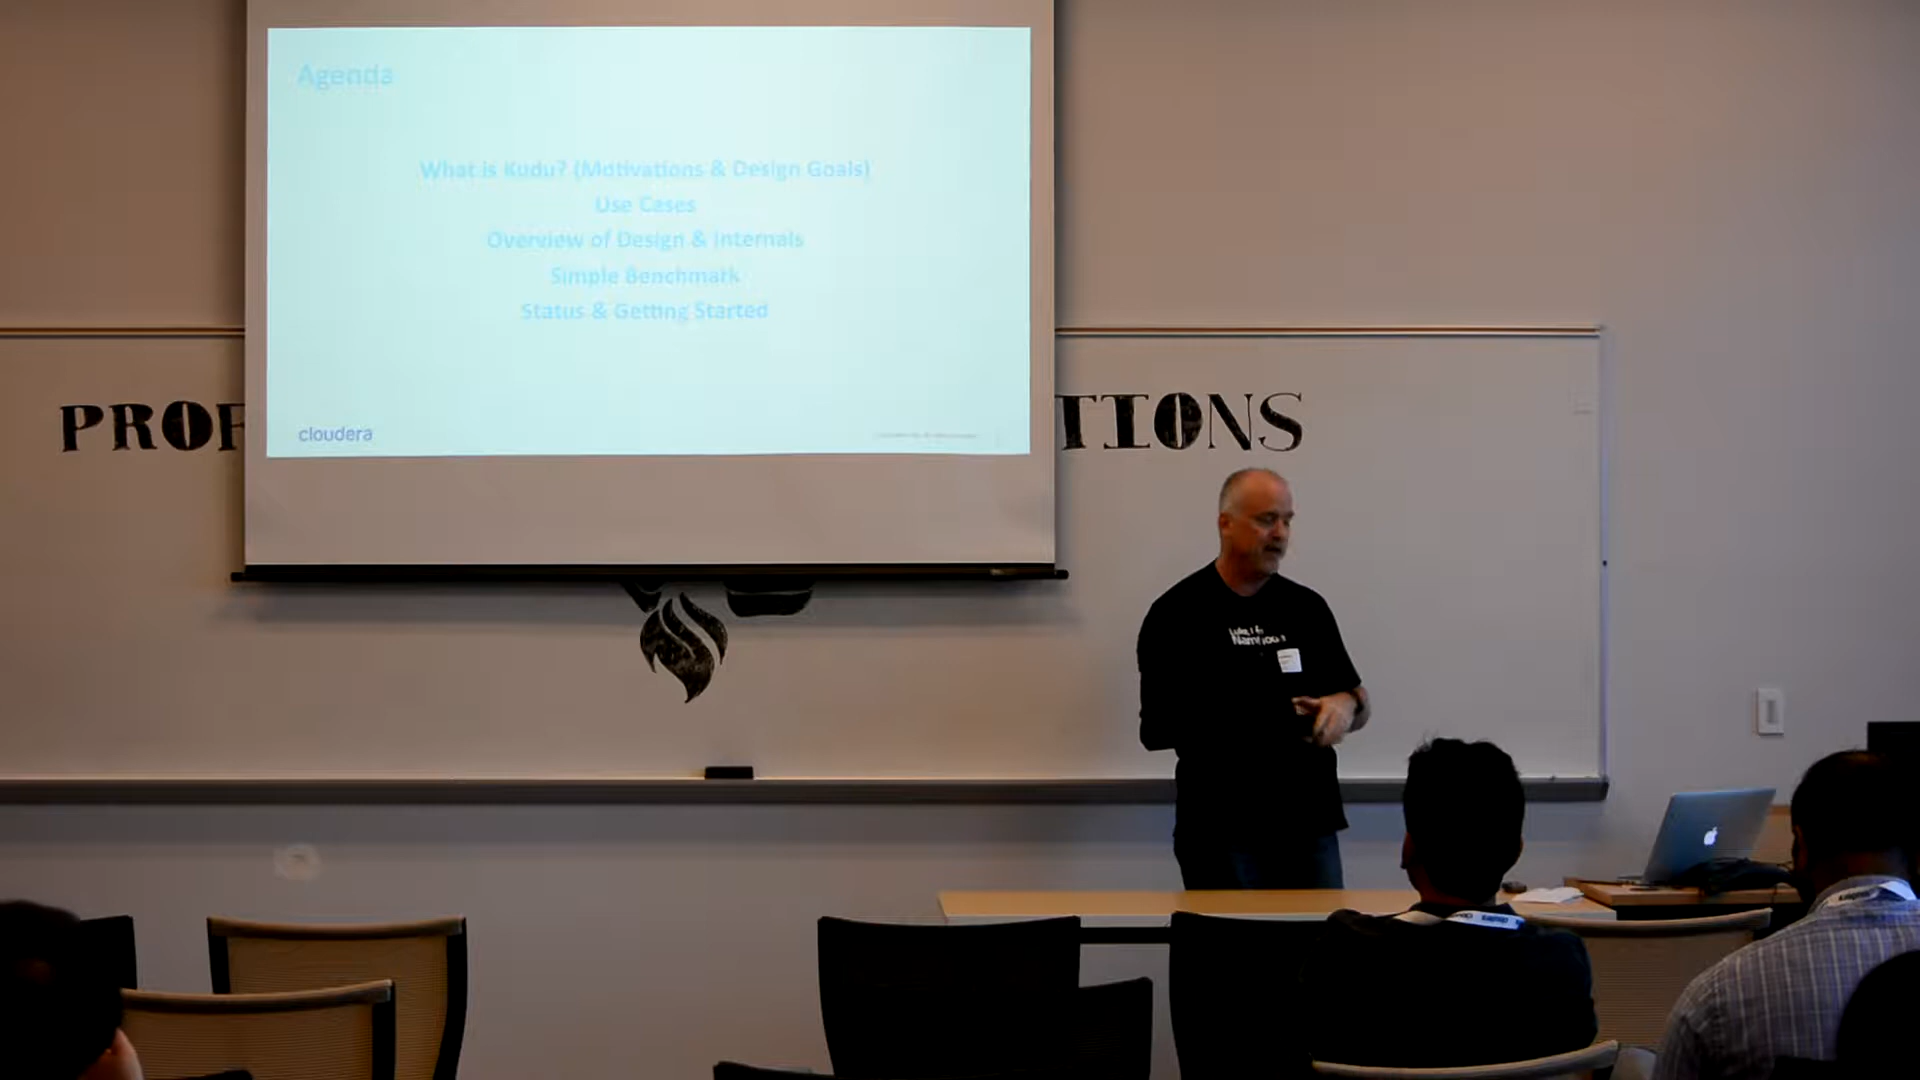 Agenda
What is Kudu? (Motivations & Design Goals)
Use Cases
Overview of Design & Internals
Simple Benchmark
Status & Getting Started
cloudera
PROF
TIONS